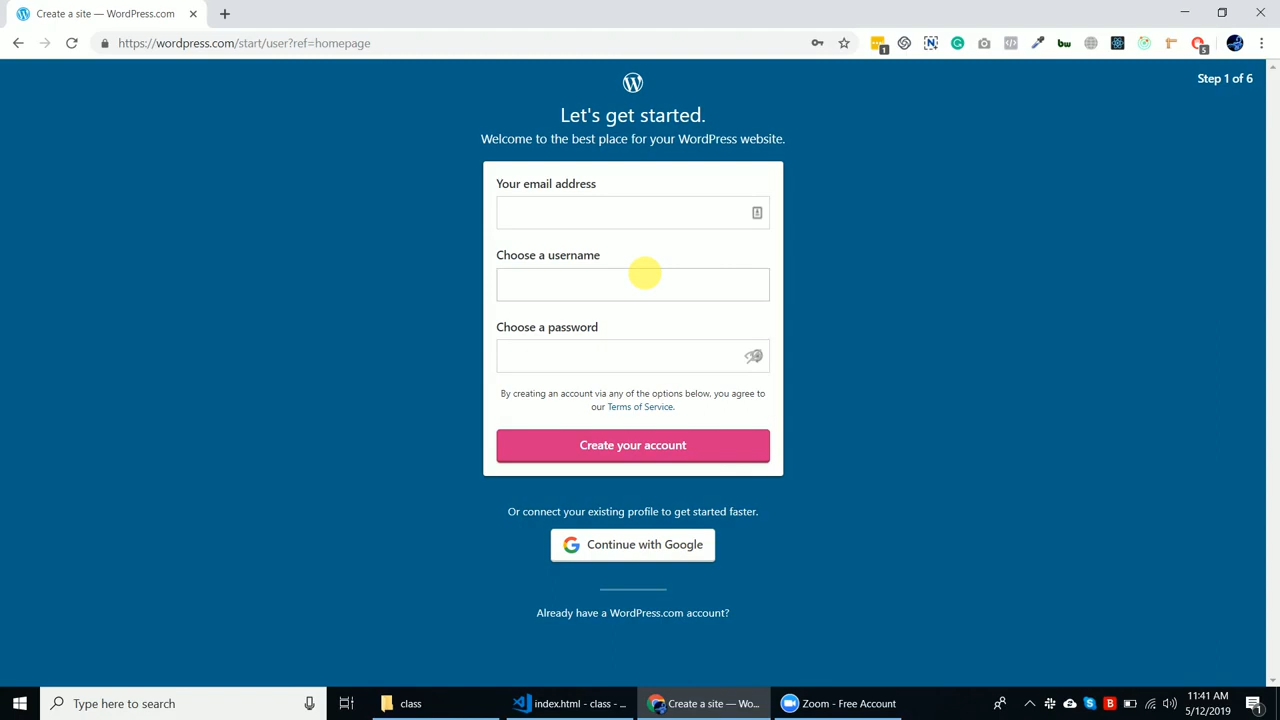 Create a site — WordPress.com
https://wordpress.com/start/user?ref=homepage
1
N
bw
5
Step 1 of 6
Let's get started.
Welcome to the best place for your WordPress website.
Your email address
Choose a username
Choose a password
By creating an account via any of the options below, you agree to
our Terms of Service.
Create your account
Or connect your existing profile to get started faster.
Continue with Google
Already have a WordPress.com account?
Type here to search
class
index.html - class - ...
Create a site — Wo...
Zoom - Free Account
11:41 AM
5/12/2019
1